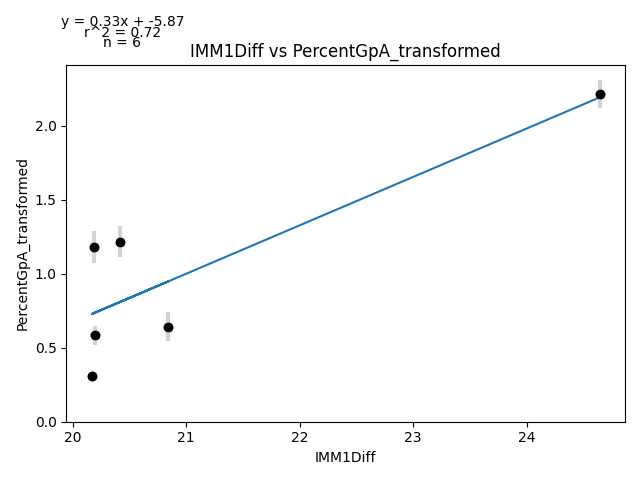 y = 0.33x + -5.87
r^2 = 0.72
n = 6
IMM1Diff vs PercentGpA_transformed
PercentGpA_transformed
2.0
1.5
1.0
0.5
0.0
20
21
22
23
24
IMM1Diff